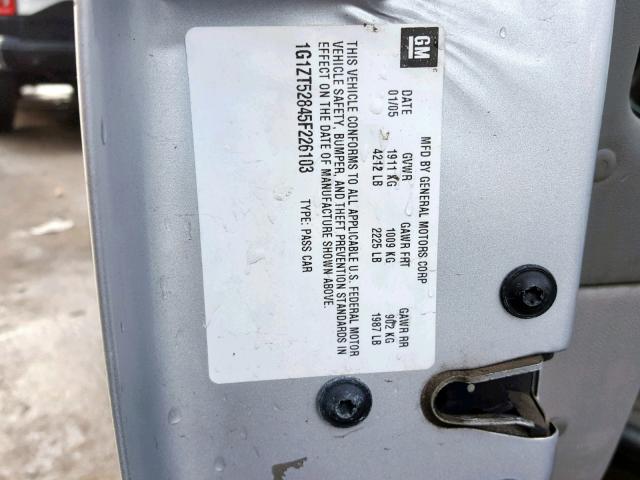 GM
MFD BY GENERAL MOTORS CORP
DATE GVWR GAWR FRT GAWR RR
01/05 1911 KG 1009 KG 902 KG
4212 LB 2225 LB 1987 LB
THIS VEHICLE CONFORMS TO ALL APPLICABLE U.S. FEDERAL MOTOR
VEHICLE SAFETY, BUMPER, AND THEFT PREVENTION STANDARDS IN
EFFECT ON THE DATE OF MANUFACTURE SHOWN ABOVE.
1G1ZT52845F226103 TYPE: PASS CAR